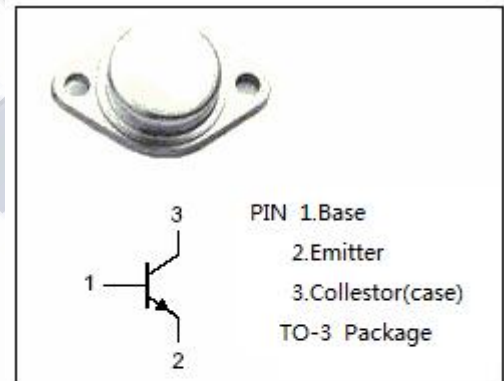 3
1
2
PIN 1.Base
2.Emitter
3.Collestor(case)
TO-3 Package